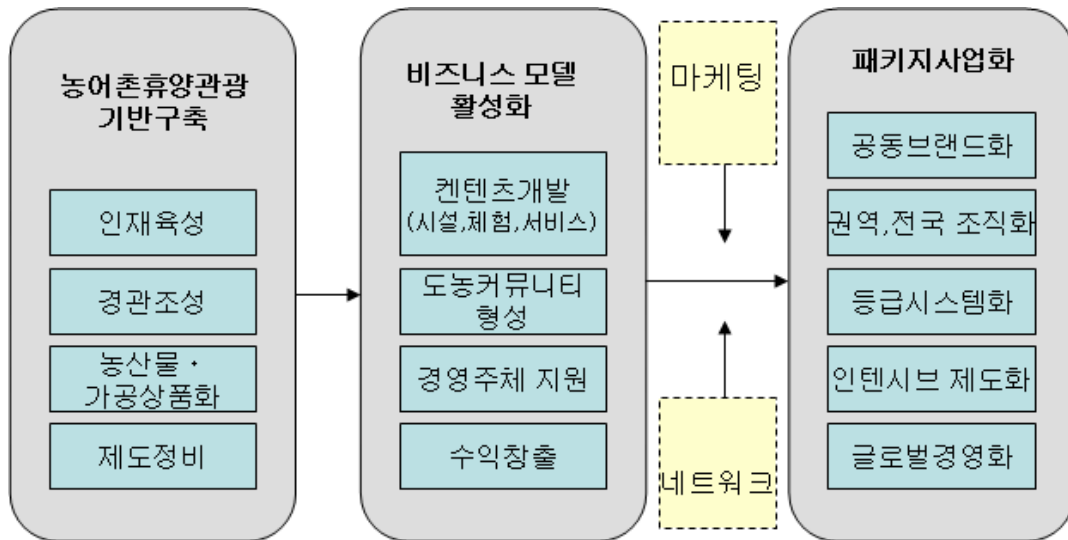 농어촌휴양관광
기반구축
인재육성
경관조성
농산물·
가공상품화
제도정비
비즈니스 모델
활성화
켄텐츠개발
(시설,체험,서비스)
도농커뮤니티
형성
경영주체 지원
수익창출
마케팅
네트워크
패키지사업화
공동브랜드화
권역,전국 조직화
등급시스템화
인텐시브 제도화
글로벌경영화